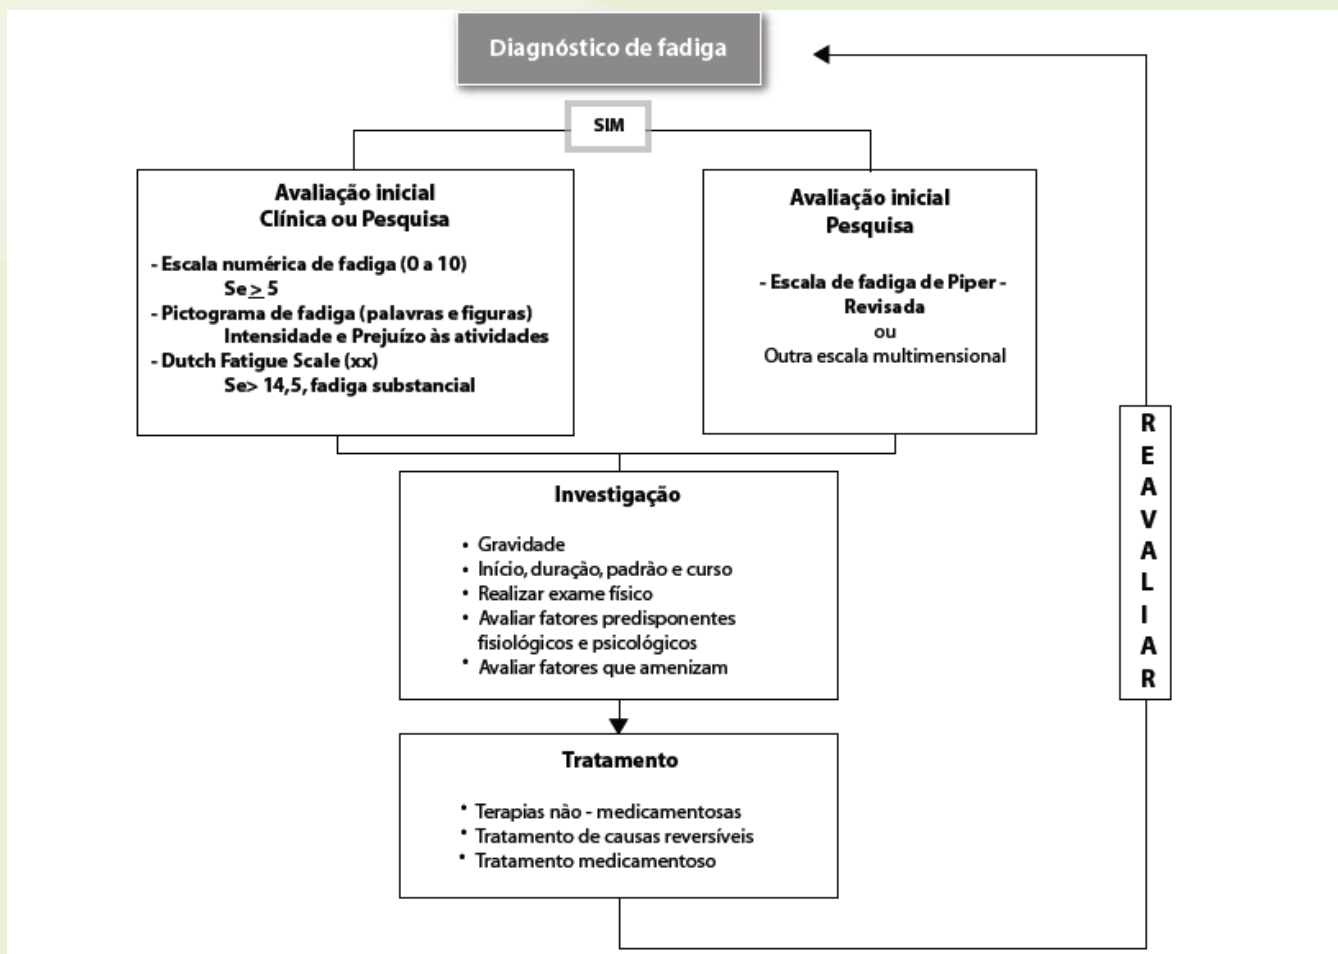 Diagnóstico de fadiga
SIM
Avaliação inicial
Clínica ou Pesquisa
- Escala numérica de fadiga (0 a 10)
Se ≥ 5
- Pictograma de fadiga (palavras e figuras)
Intensidade e Prejuízo às atividades
- Dutch Fatigue Scale (xx)
Se> 14,5, fadiga substancial
Avaliação inicial
Pesquisa
- Escala de fadiga de Piper -
Revisada
ou
Outra escala multimensional
Investigação
• Gravidade
• Início, duração, padrão e curso
• Realizar exame físico
• Avaliar fatores predisponentes
fisiológicos e psicológicos
• Avaliar fatores que amenizam
Tratamento
• Terapias não - medicamentosas
• Tratamento de causas reversíveis
• Tratamento medicamentoso
REAVALIAR